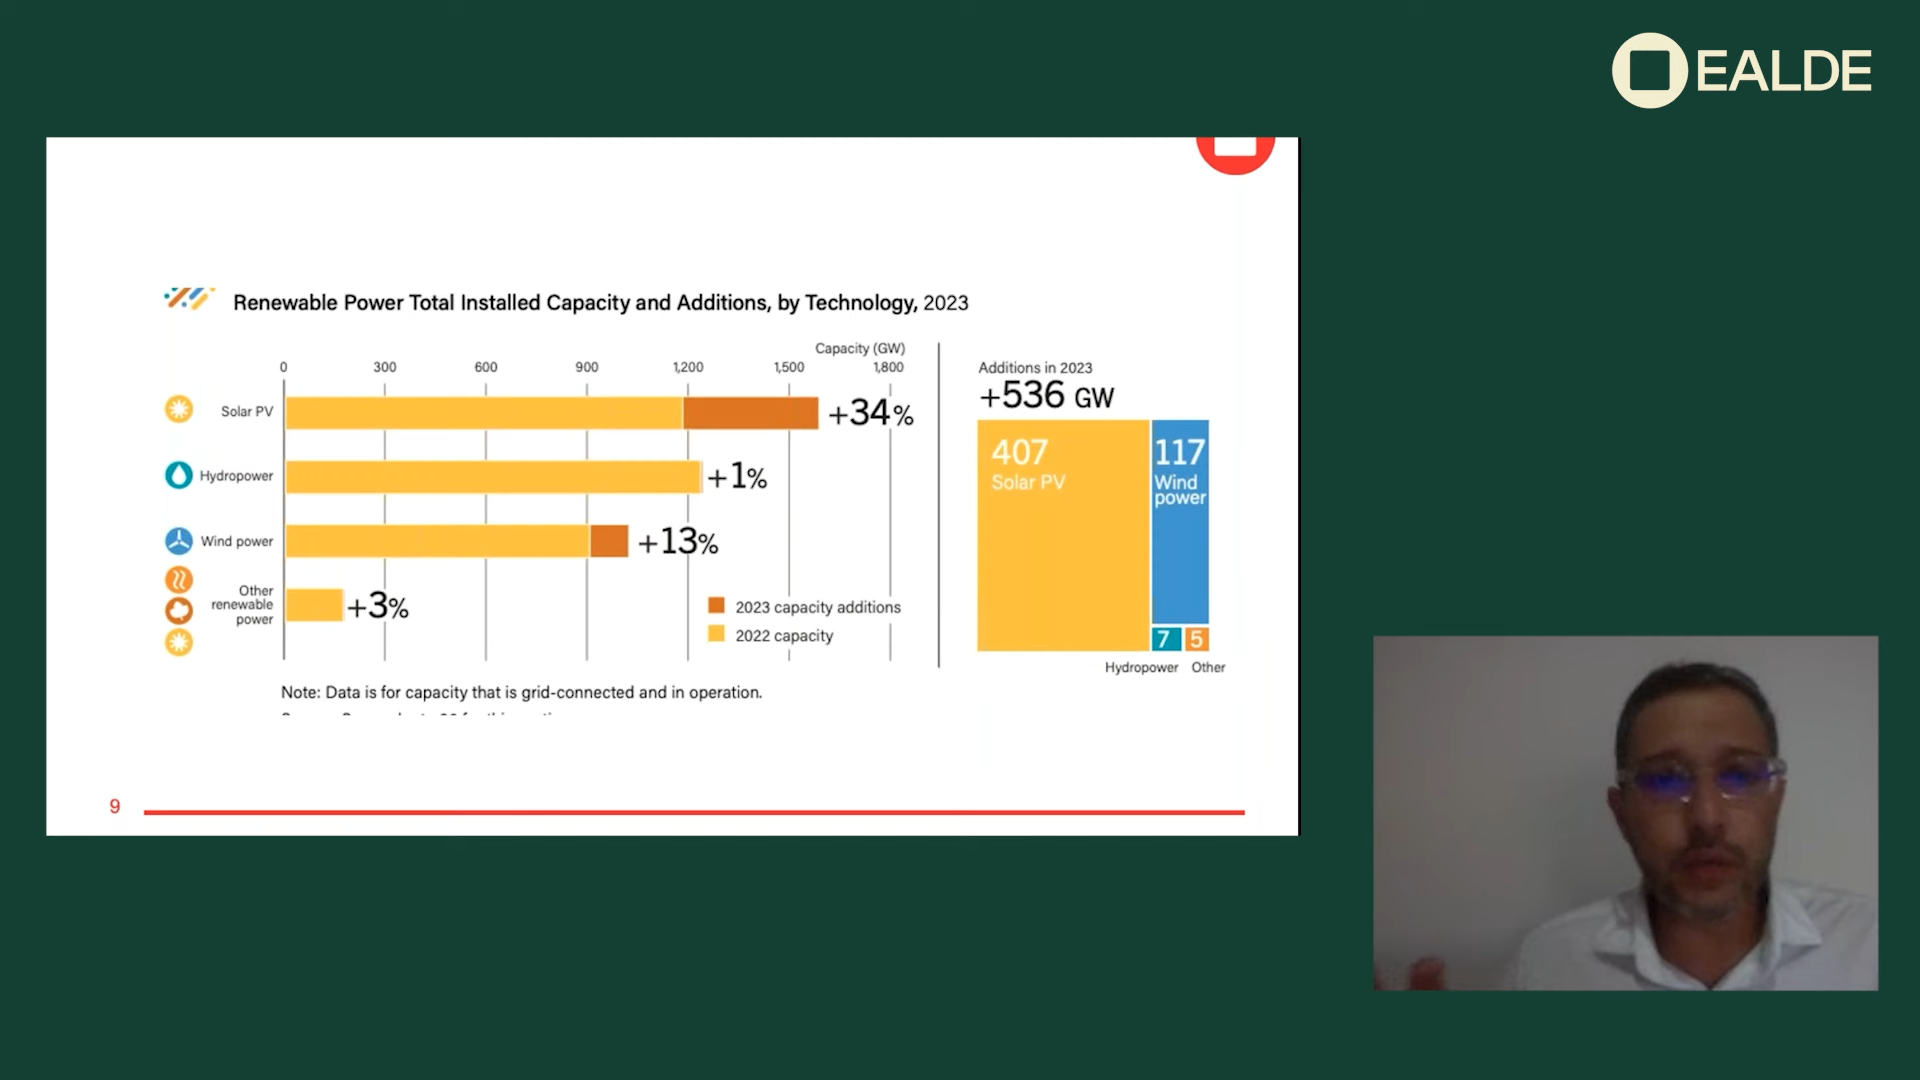 EALDE
Renewable Power Total Installed Capacity and Additions, by Technology, 2023
Capacity (GW)
0 300 600 900 1,200 1,500 1,800
Solar PV +34%
Hydropower +1%
Wind power +13%
Other
renewable
power
+3%
2023 capacity additions
2022 capacity
Additions in 2023
+536 GW
407
Solar PV
117
Wind
power
7 5
Hydropower Other
Note: Data is for capacity that is grid-connected and in operation.
9